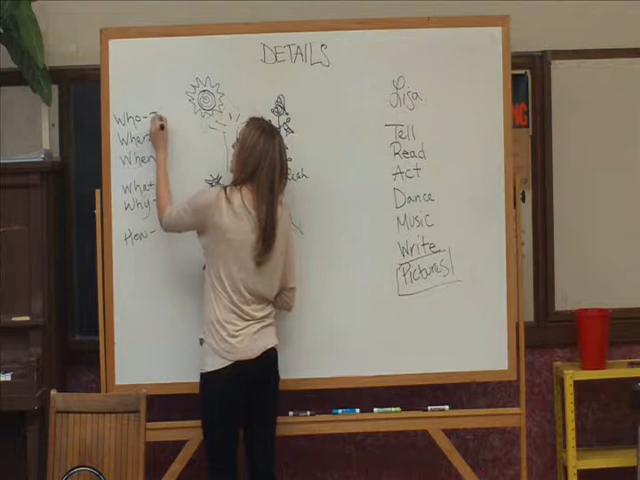 DETAILS
Who-
Where
When
What
Why-
How-
Lisa
Tell
Read
Act
Dance
Music
Write
Pictures